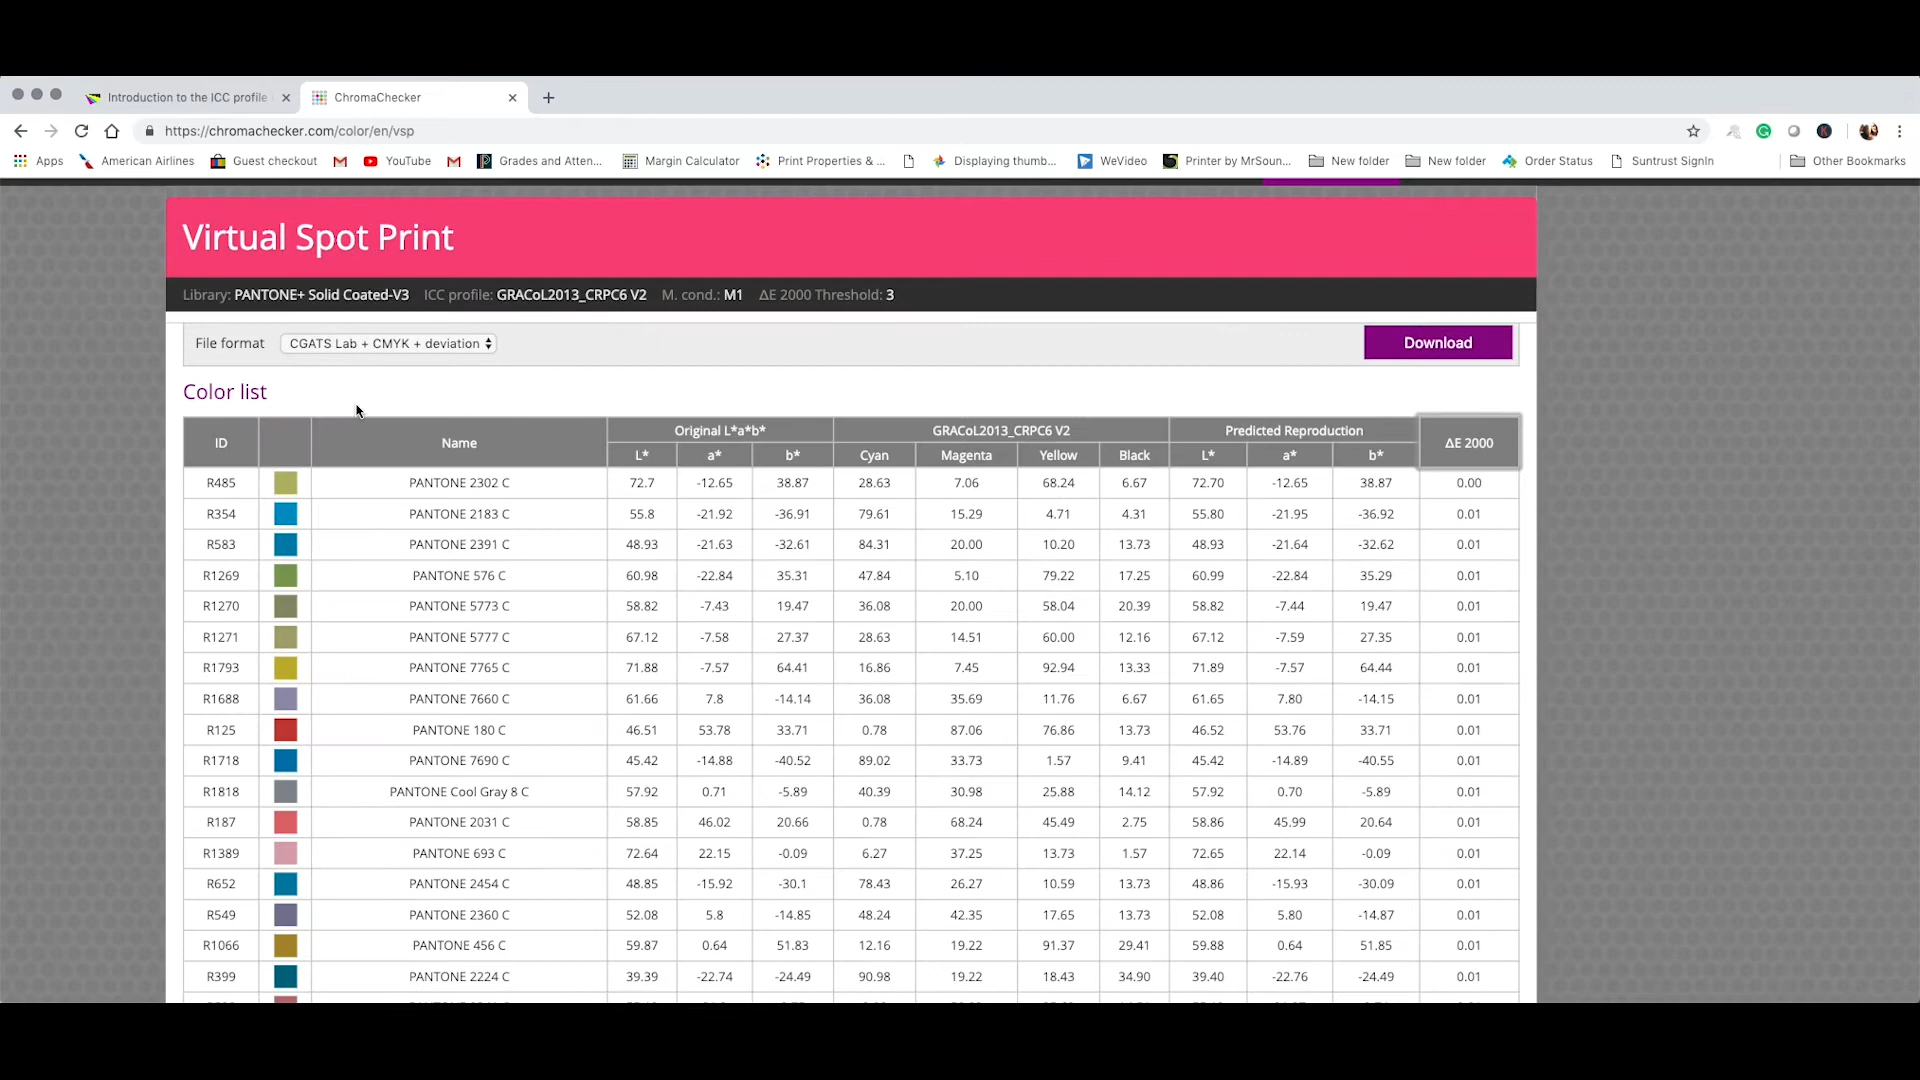 Introduction to the ICC profile
ChromaChecker
https://chromachecker.com/color/en/vsp
Apps American Airlines Guest checkout YouTube Grades and Atten... Margin Calculator Print Properties & ... Displaying thumb... WeVideo Printer by MrSoun... New folder New folder Order Status Suntrust SignIn Other Bookmarks
Virtual Spot Print
Library: PANTONE+ Solid Coated-V3 ICC profile: GRACoL2013_CRPC6 V2 M. cond.: M1 ΔE 2000 Threshold: 3
File format CGATS Lab + CMYK + deviation Download
Color list
ID Name Original L*a*b* GRACoL2013_CRPC6 V2 Predicted Reproduction ΔE 2000
L* a* b* Cyan Magenta Yellow Black L* a* b*
R485 PANTONE 2302 C 72.7 -12.65 38.87 28.63 7.06 68.24 6.67 72.70 -12.65 38.87 0.00
R354 PANTONE 2183 C 55.8 -21.92 -36.91 79.61 15.29 4.71 4.31 55.80 -21.95 -36.92 0.01
R583 PANTONE 2391 C 48.93 -21.63 -32.61 84.31 20.00 10.20 13.73 48.93 -21.64 -32.62 0.01
R1269 PANTONE 576 C 60.98 -22.84 35.31 47.84 5.10 79.22 17.25 60.99 -22.84 35.29 0.01
R1270 PANTONE 5773 C 58.82 -7.43 19.47 36.08 20.00 58.04 20.39 58.82 -7.44 19.47 0.01
R1271 PANTONE 5777 C 67.12 -7.58 27.37 28.63 14.51 60.00 12.16 67.12 -7.59 27.35 0.01
R1793 PANTONE 7765 C 71.88 -7.57 64.41 16.86 7.45 92.94 13.33 71.89 -7.57 64.44 0.01
R1688 PANTONE 7660 C 61.66 7.8 -14.14 36.08 35.69 11.76 6.67 61.65 7.80 -14.15 0.01
R125 PANTONE 180 C 46.51 53.78 33.71 0.78 87.06 76.86 13.73 46.52 53.76 33.71 0.01
R1718 PANTONE 7690 C 45.42 -14.88 -40.52 89.02 33.73 1.57 9.41 45.42 -14.89 -40.55 0.01
R1818 PANTONE Cool Gray 8 C 57.92 0.71 -5.89 40.39 30.98 25.88 14.12 57.92 0.70 -5.89 0.01
R187 PANTONE 2031 C 58.85 46.02 20.66 0.78 68.24 45.49 2.75 58.86 45.99 20.64 0.01
R1389 PANTONE 693 C 72.64 22.15 -0.09 6.27 37.25 13.73 1.57 72.65 22.14 -0.09 0.01
R652 PANTONE 2454 C 48.85 -15.92 -30.1 78.43 26.27 10.59 13.73 48.86 -15.93 -30.09 0.01
R549 PANTONE 2360 C 52.08 5.8 -14.85 48.24 42.35 17.65 13.73 52.08 5.80 -14.87 0.01
R1066 PANTONE 456 C 59.87 0.64 51.83 12.16 19.22 91.37 29.41 59.88 0.64 51.85 0.01
R399 PANTONE 2224 C 39.39 -22.74 -24.49 90.98 19.22 18.43 34.90 39.40 -22.76 -24.49 0.01